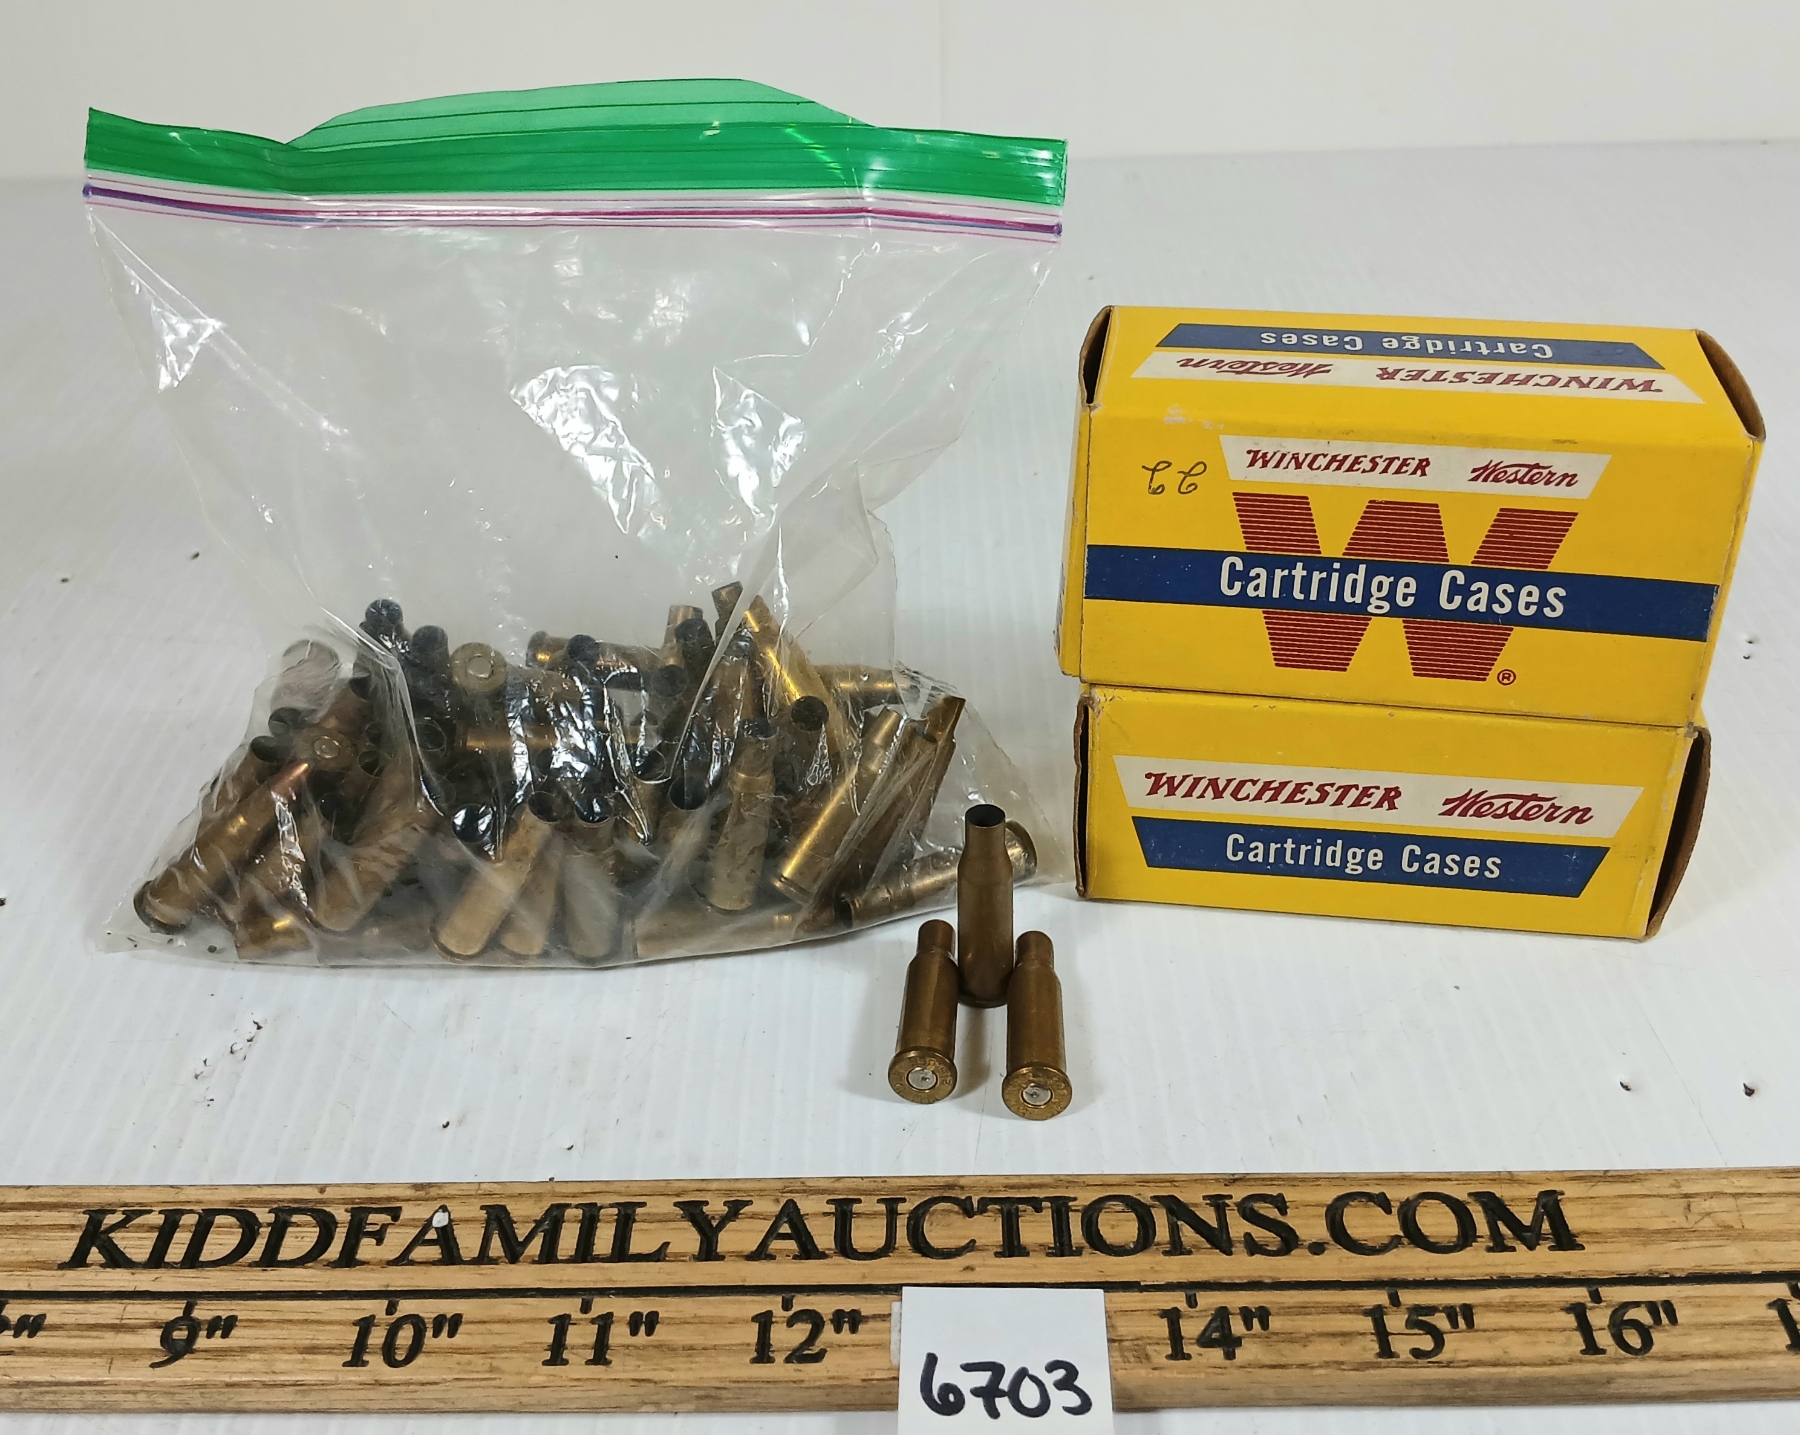 Cartridge Cases
WINCHESTER Western
22
WINCHESTER Western
W
Cartridge Cases
®
WINCHESTER Western
Cartridge Cases
KIDDFAMILYAUCTIONS.COM
9" 10" 11" 12" 14" 15" 16"
6703